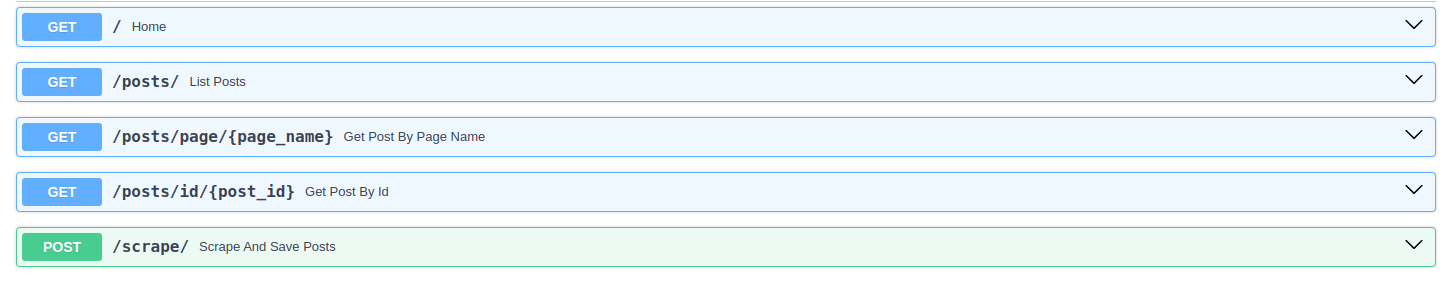 GET / Home
GET /posts/ List Posts
GET /posts/page/{page_name} Get Post By Page Name
GET /posts/id/{post_id} Get Post By Id
POST /scrape/ Scrape And Save Posts